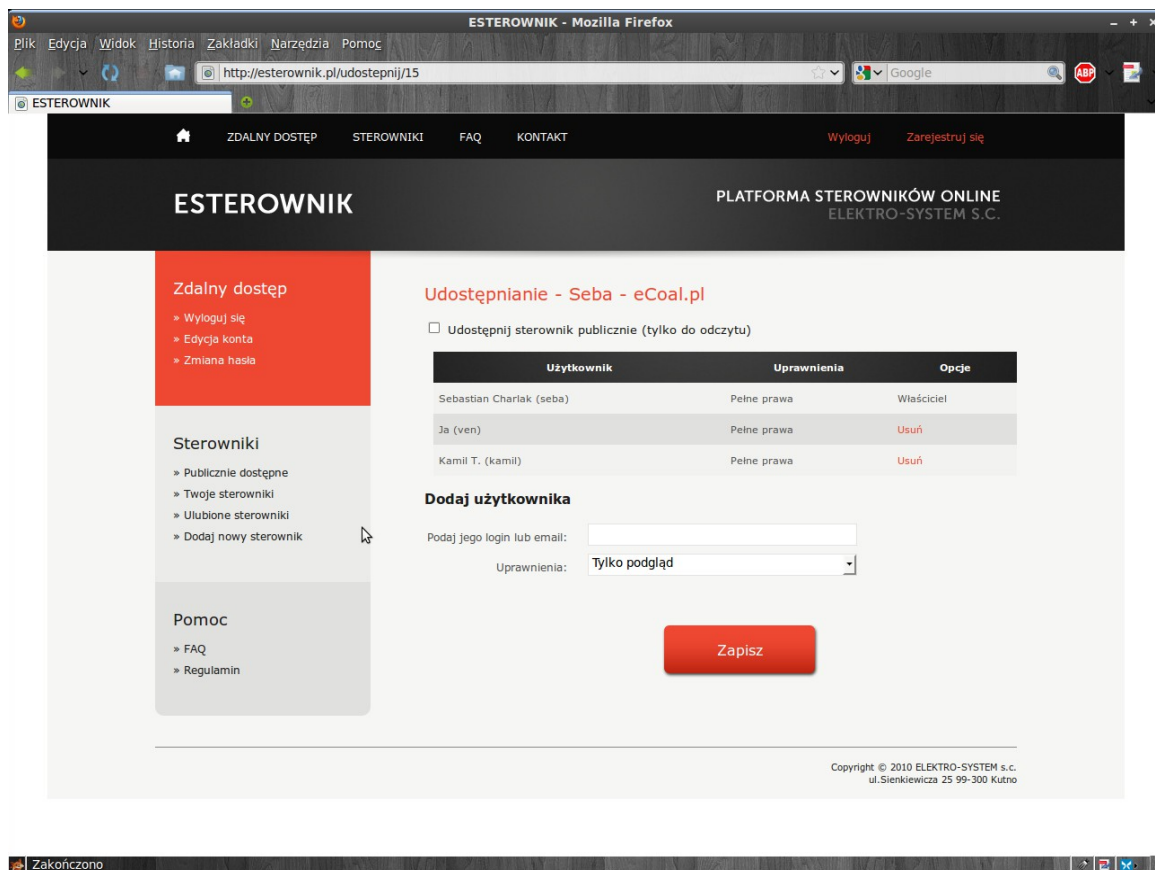 ESTEROWNIK - Mozilla Firefox
Plik Edycja Widok Historia Zakładki Narzędzia Pomoc
http://esterownik.pl/udostepnij/15 Google ABP
ESTEROWNIK
ZDALNY DOSTĘP STEROWNIKI FAQ KONTAKT Wyloguj Zarejestruj się
ESTEROWNIK
PLATFORMA STEROWNIKÓW ONLINE
ELEKTRO-SYSTEM S.C.
Zdalny dostęp
» Wyloguj się
» Edycja konta
» Zmiana hasła
Sterowniki
» Publicznie dostępne
» Twoje sterowniki
» Ulubione sterowniki
» Dodaj nowy sterownik
Pomoc
» FAQ
» Regulamin
Udostępnianie - Seba - eCoal.pl
Udostępnij sterownik publicznie (tylko do odczytu)
Użytkownik Uprawnienia Opcje
Sebastian Charlak (seba) Pełne prawa Właściciel
Ja (ven) Pełne prawa Usuń
Kamil T. (kamil) Pełne prawa Usuń
Dodaj użytkownika
Podaj jego login lub email:
Uprawnienia: Tylko podgląd
Zapisz
Copyright © 2010 ELEKTRO-SYSTEM s.c.
ul.Sienkiewicza 25 99-300 Kutno
Zakończono